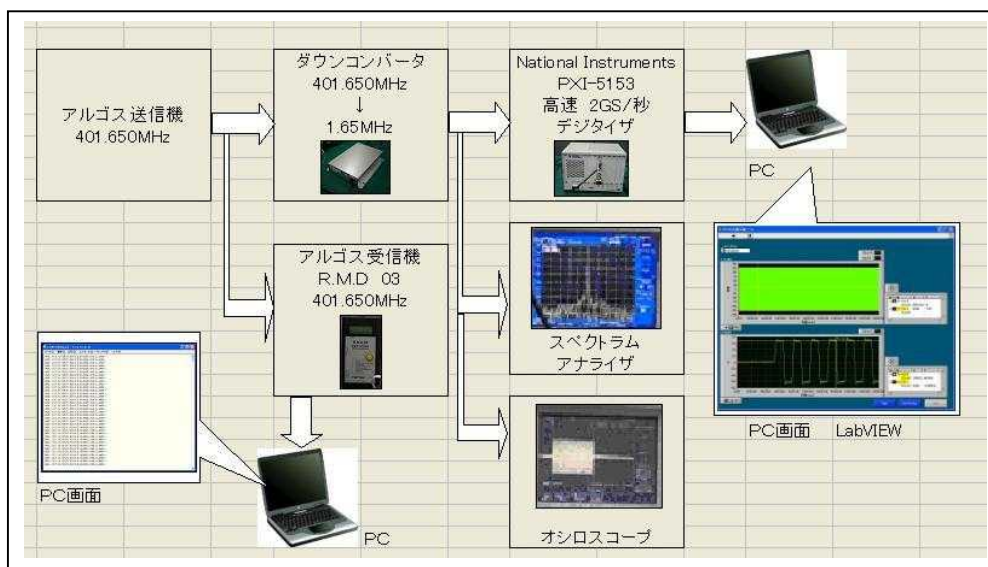 アルゴス送信機
401.650MHz
ダウンコンバータ
401.650MHz
↓
1.65MHz
National Instruments
PXI-5153
高速 2GS/秒
デジタイザ
PC
アルゴス受信機
R.M.D 03
401.650MHz
スペクトラム
アナライザ
PC画面 LabVIEW
PC画面
PC
オシロスコープ